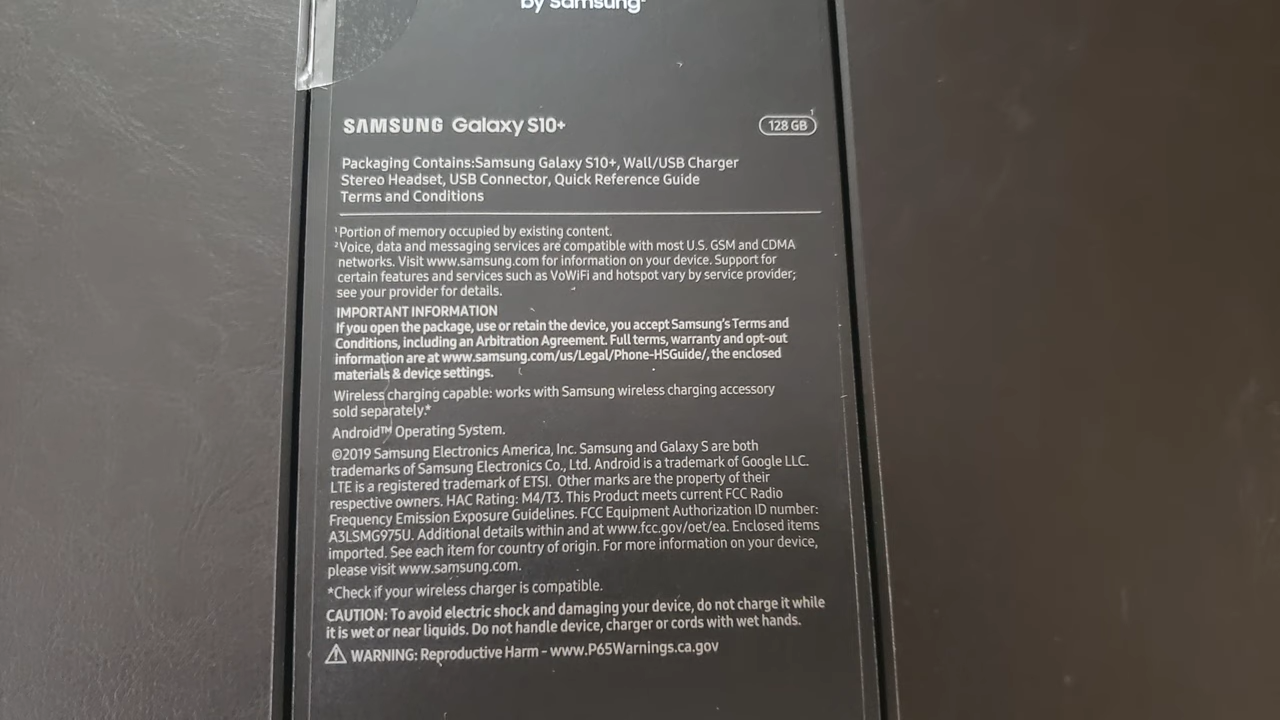 by Samsung²
SAMSUNG Galaxy S10+
128 GB¹
Packaging Contains:Samsung Galaxy S10+, Wall/USB Charger
Stereo Headset, USB Connector, Quick Reference Guide
Terms and Conditions
¹Portion of memory occupied by existing content.
²Voice, data and messaging services are compatible with most U.S. GSM and CDMA
networks. Visit www.samsung.com for information on your device. Support for
certain features and services such as VoWiFi and hotspot vary by service provider;
see your provider for details.
IMPORTANT INFORMATION
If you open the package, use or retain the device, you accept Samsung's Terms and
Conditions, including an Arbitration Agreement. Full terms, warranty and opt-out
information are at www.samsung.com/us/Legal/Phone-HSGuide/, the enclosed
materials & device settings.
Wireless charging capable: works with Samsung wireless charging accessory
sold separately.*
Android™ Operating System.
©2019 Samsung Electronics America, Inc. Samsung and Galaxy S are both
trademarks of Samsung Electronics Co., Ltd. Android is a trademark of Google LLC.
LTE is a registered trademark of ETSI. Other marks are the property of their
respective owners. HAC Rating: M4/T3. This Product meets current FCC Radio
Frequency Emission Exposure Guidelines. FCC Equipment Authorization ID number:
A3LSMG975U. Additional details within and at www.fcc.gov/oet/ea. Enclosed items
imported. See each item for country of origin. For more information on your device,
please visit www.samsung.com.
*Check if your wireless charger is compatible.
CAUTION: To avoid electric shock and damaging your device, do not charge it while
it is wet or near liquids. Do not handle device, charger or cords with wet hands.
⚠ WARNING: Reproductive Harm - www.P65Warnings.ca.gov